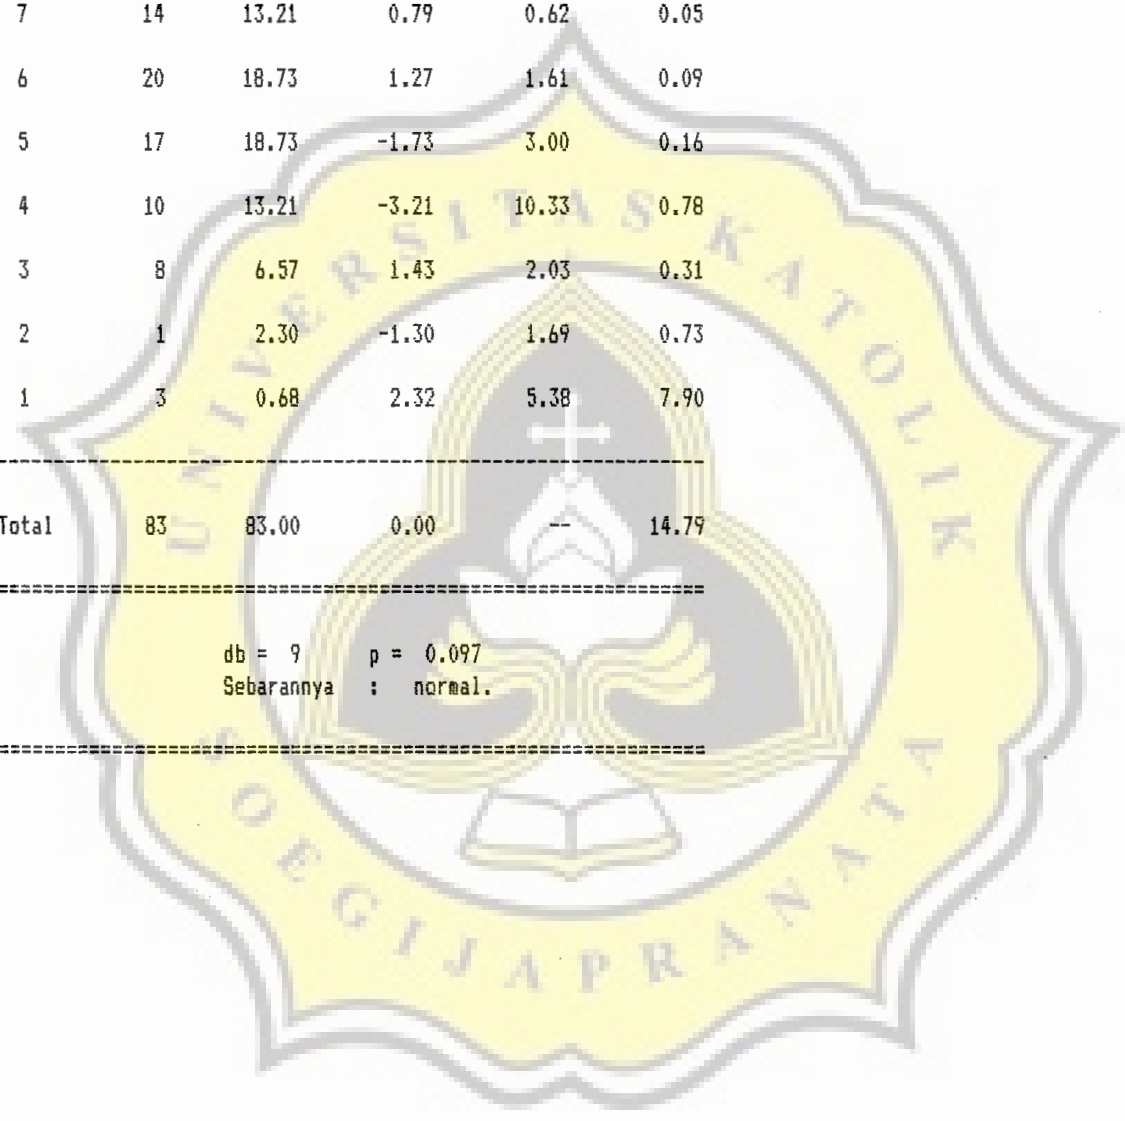 7 14 13.21 0.79 0.62 0.05
6 20 18.73 1.27 1.61 0.09
5 17 18.73 -1.73 3.00 0.16
4 10 13.21 -3.21 10.33 0.78
3 8 6.57 1.43 2.03 0.31
2 1 2.30 -1.30 1.69 0.73
1 3 0.68 2.32 5.38 7.90
Total 83 83.00 0.00 -- 14.79
db = 9 p = 0.097
Sebarannya : normal.
UNIVERSITAS KATOLIK
SOEGIJAPRANATA